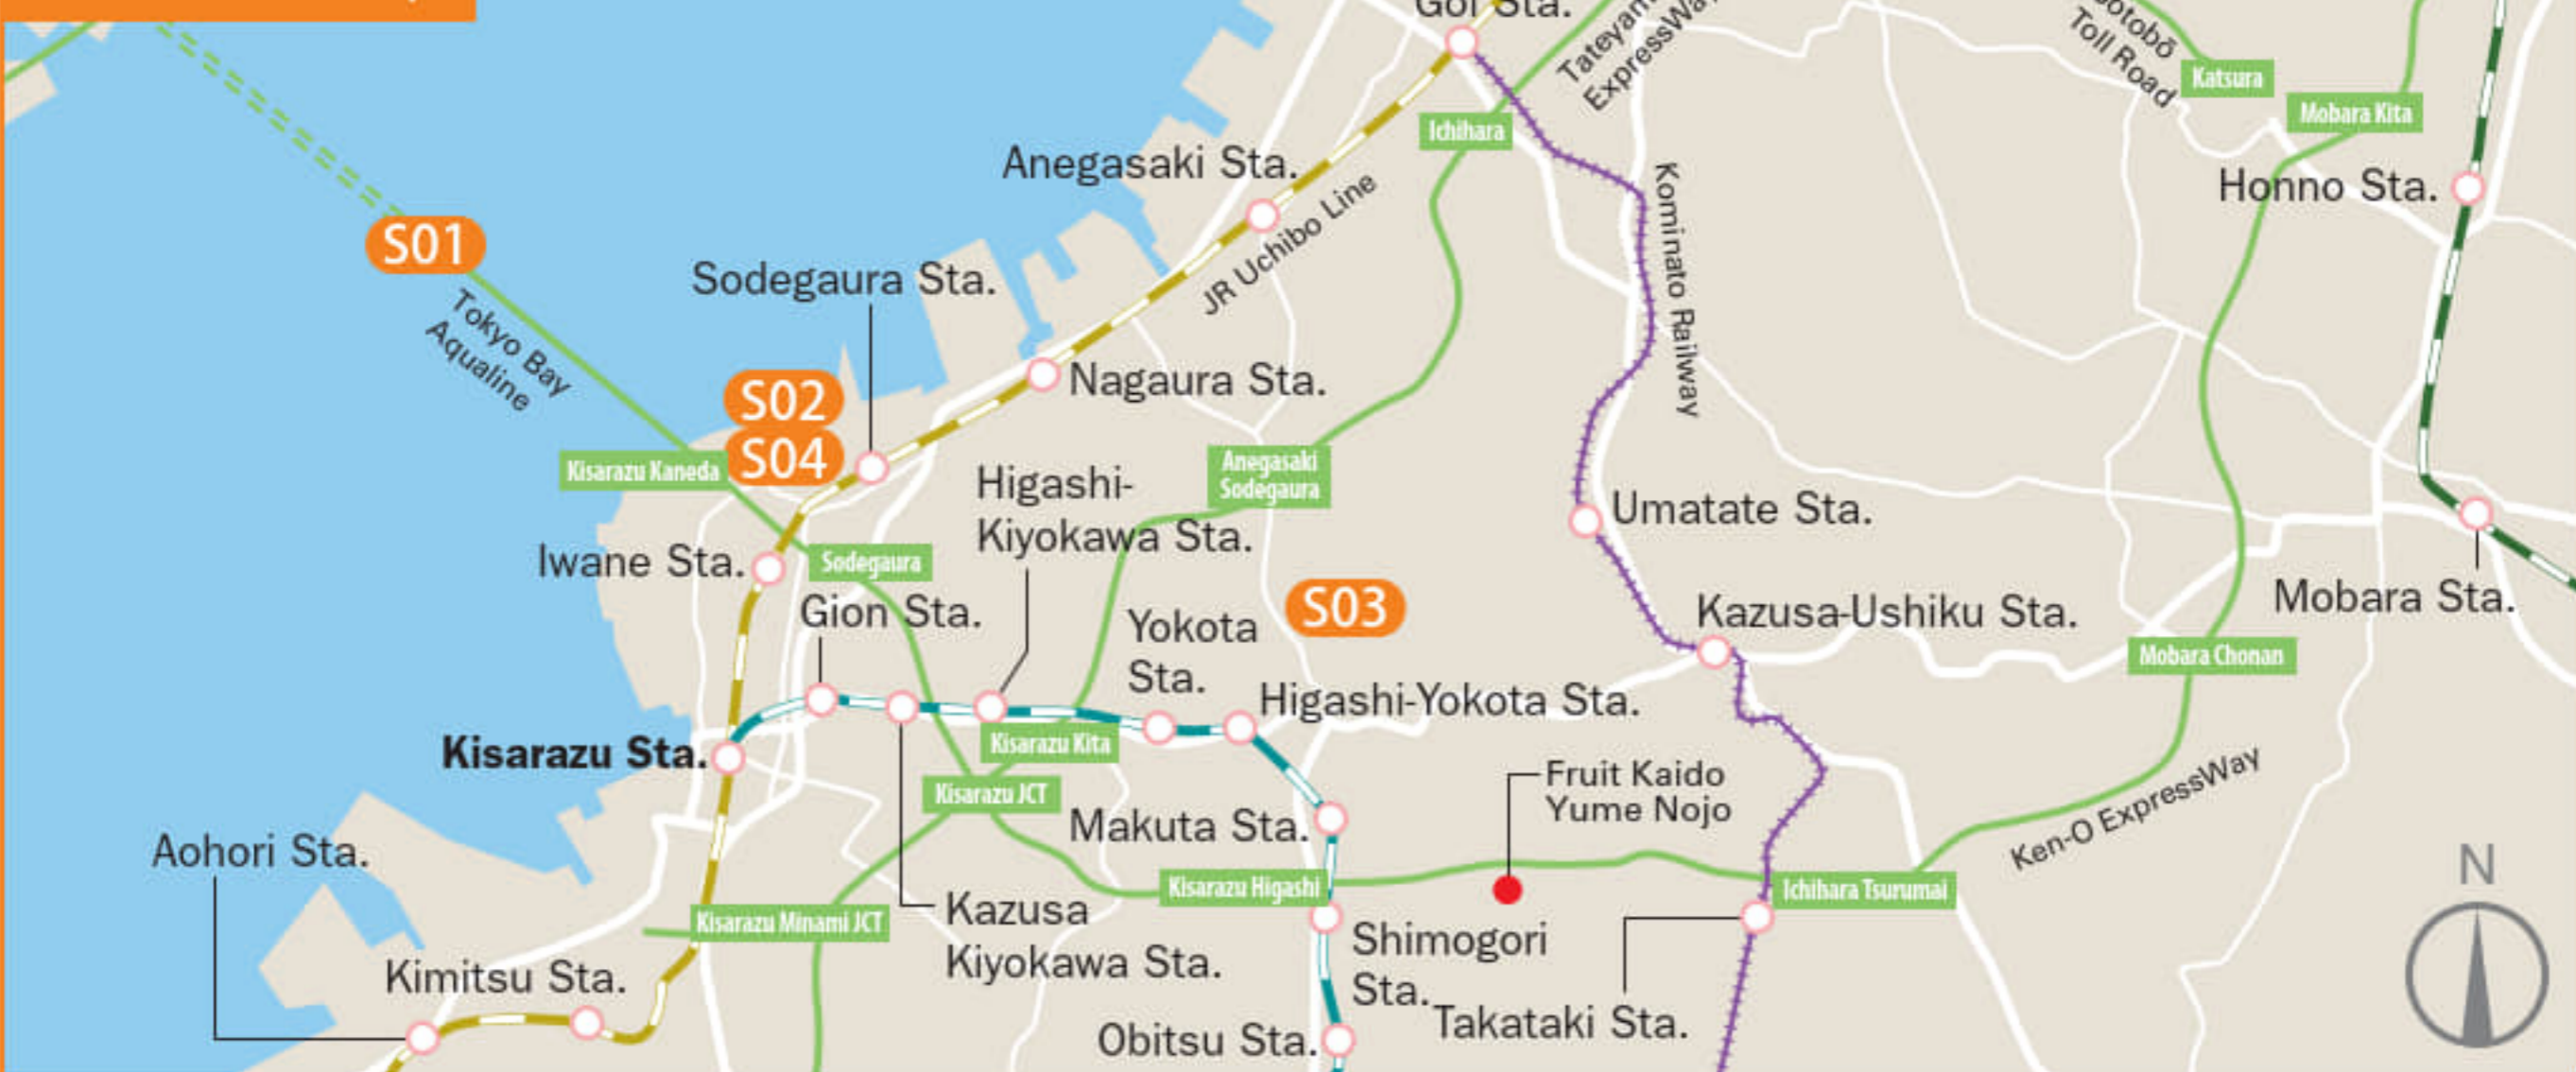 Goi Sta.
Tateyam
ExpressWay
otobō
Toll Road
Katsura
Mobara Kita
Ichihara
Anegasaki Sta.
Honno Sta.
Kominato Railway
JR Uchibo Line
S01
Sodegaura Sta.
Tokyo Bay
Aqualine
Nagaura Sta.
S02
S04
Kisarazu Kaneda
Anegasaki
Sodegaura
Higashi-
Kiyokawa Sta.
Umatate Sta.
Iwane Sta.
Sodegaura
Gion Sta.
S03
Yokota
Sta.
Kazusa-Ushiku Sta.
Mobara Sta.
Mobara Chonan
Higashi-Yokota Sta.
Kisarazu Sta.
Kisarazu Kita
Kisarazu JCT
Fruit Kaido
Yume Nojo
Makuta Sta.
Ken-O ExpressWay
Aohori Sta.
Kisarazu Higashi
Ichihara Tsurumai
N
Kazusa
Kiyokawa Sta.
Kisarazu Minami JCT
Shimogori
Sta.
Kimitsu Sta.
Takataki Sta.
Obitsu Sta.